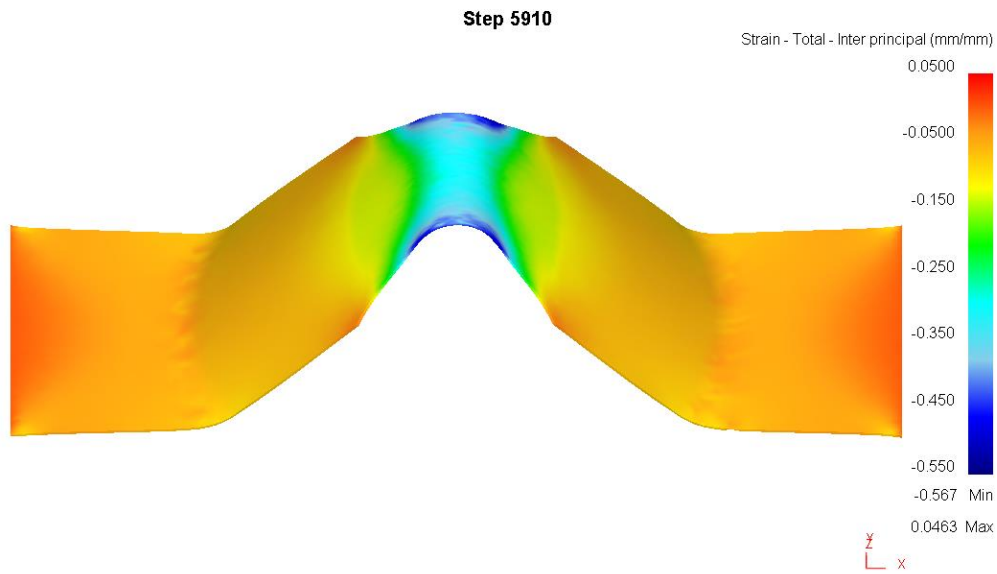 Step 5910
Strain - Total - Inter principal (mm/mm)
0.0500
-0.0500
-0.150
-0.250
-0.350
-0.450
-0.550
-0.567 Min
0.0463 Max
Y
Z
X